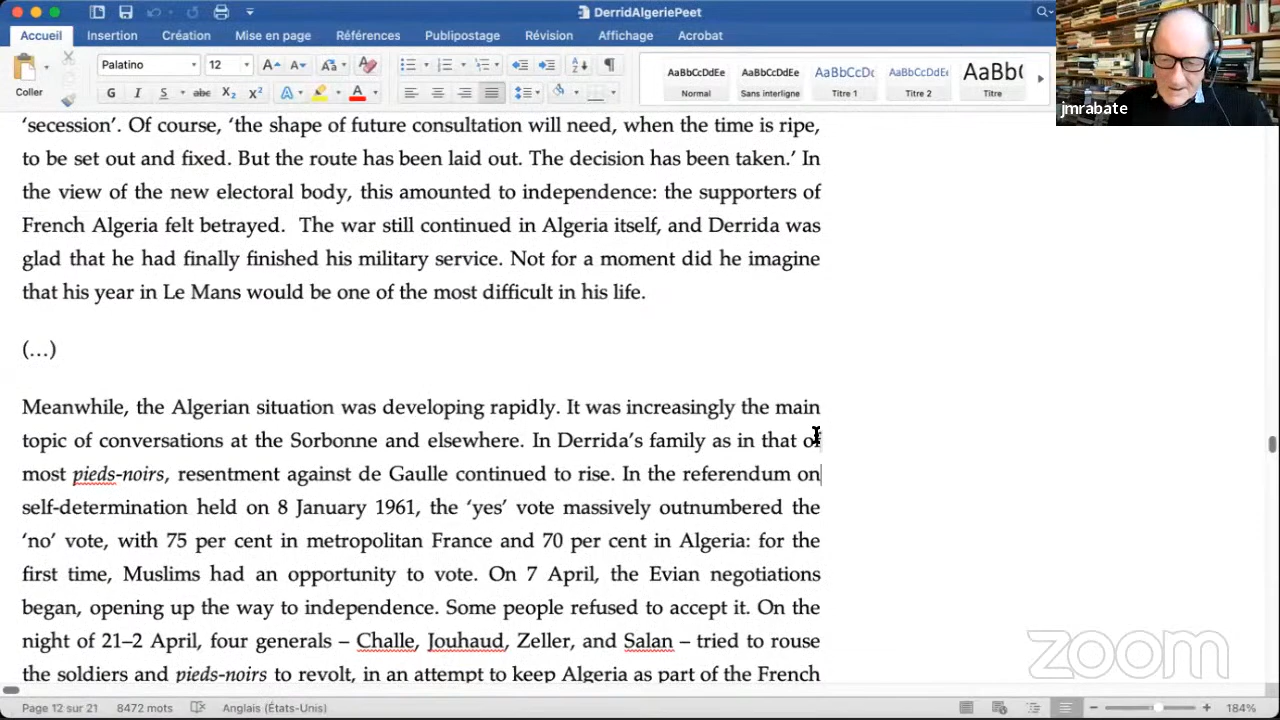 DerridAlgeriePeet
Accueil Insertion Création Mise en page Références Publipostage Révision Affichage Acrobat
Coller
Palatino 12
G I S abc X₂ X² A A
AaBbCcDdEe AaBbCcDdEe AaBbCcDc AaBbCcDdEe AaBb(
Normal Sans interligne Titre 1 Titre 2 Titre
jmrabate
‘secession’. Of course, ‘the shape of future consultation will need, when the time is ripe,
to be set out and fixed. But the route has been laid out. The decision has been taken.’ In
the view of the new electoral body, this amounted to independence: the supporters of
French Algeria felt betrayed.  The war still continued in Algeria itself, and Derrida was
glad that he had finally finished his military service. Not for a moment did he imagine
that his year in Le Mans would be one of the most difficult in his life.
(…)
Meanwhile, the Algerian situation was developing rapidly. It was increasingly the main
topic of conversations at the Sorbonne and elsewhere. In Derrida’s family as in that of
most pieds-noirs, resentment against de Gaulle continued to rise. In the referendum on
self-determination held on 8 January 1961, the ‘yes’ vote massively outnumbered the
‘no’ vote, with 75 per cent in metropolitan France and 70 per cent in Algeria: for the
first time, Muslims had an opportunity to vote. On 7 April, the Evian negotiations
began, opening up the way to independence. Some people refused to accept it. On the
night of 21–2 April, four generals – Challe, Jouhaud, Zeller, and Salan – tried to rouse
the soldiers and pieds-noirs to revolt, in an attempt to keep Algeria as part of the French
zoom
Page 12 sur 21 8472 mots Anglais (États-Unis) 184%